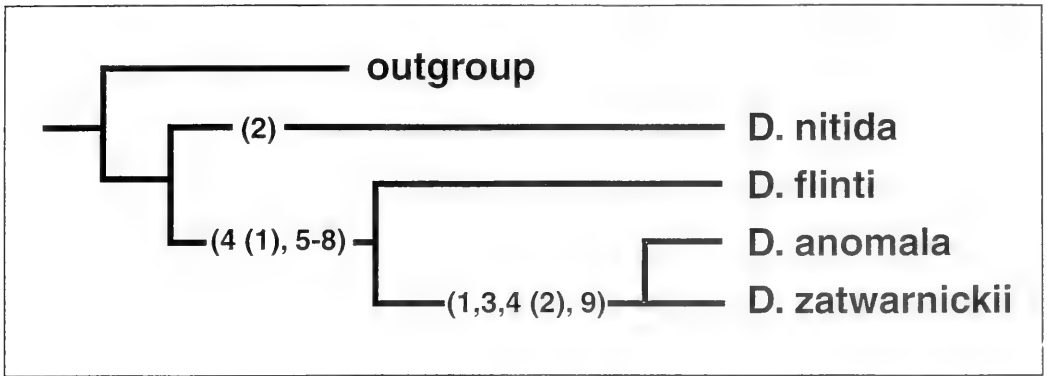 outgroup
(2) D. nitida
D. flinti
(4 (1), 5-8) D. anomala
(1,3,4 (2), 9) D. zatwarnickii